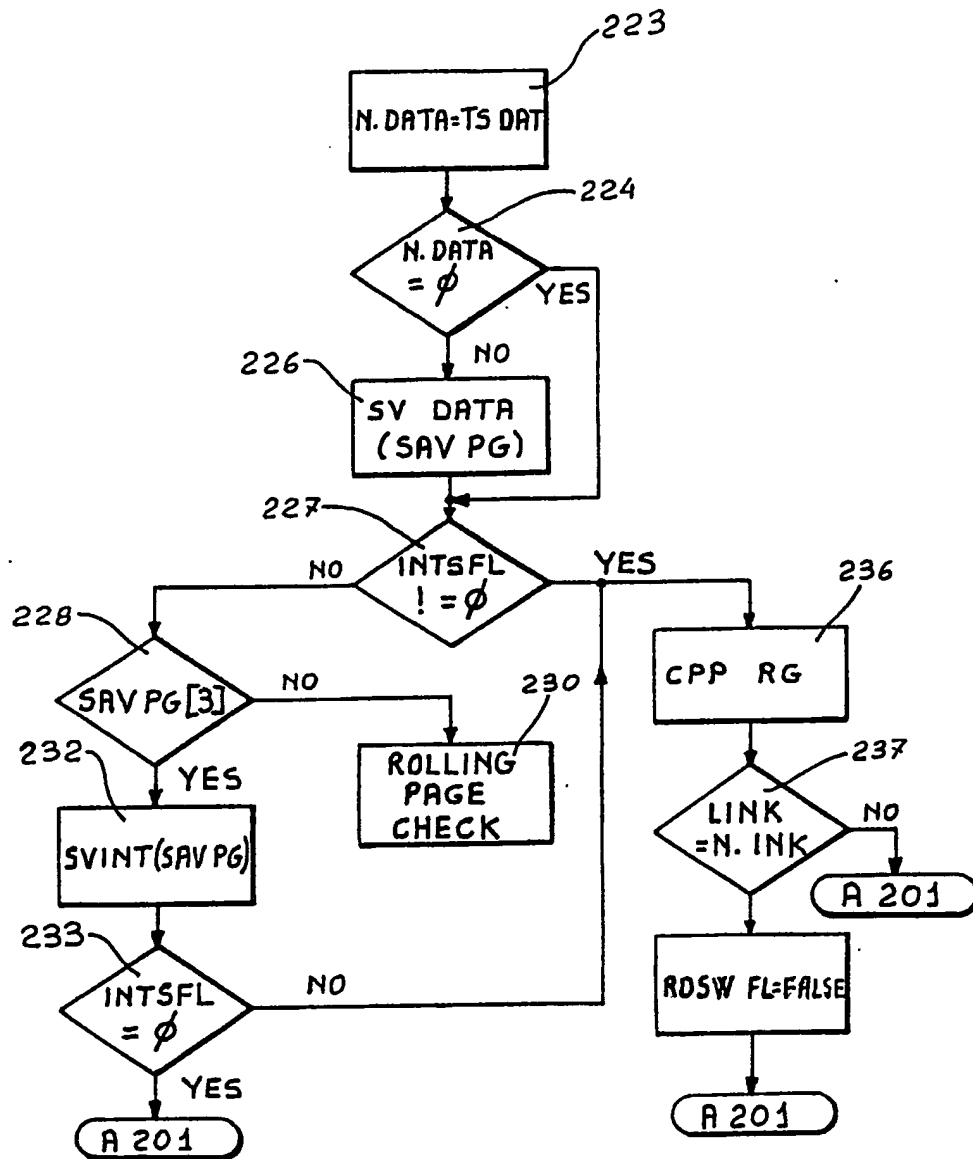 223
N. DATA=TS DAT
224
N. DATA
= ϕ
YES
NO
226
SV DATA
(SAV PG)
227
INTSFL
! = ϕ
NO
YES
228
SAV PG[3]
NO
YES
230
ROLLING
PAGE
CHECK
232
SVINT(SAV PG)
233
INTSFL
= ϕ
NO
YES
A 201
236
CPP RG
237
LINK
=N. INK
NO
A 201
RDSW FL=FALSE
A 201